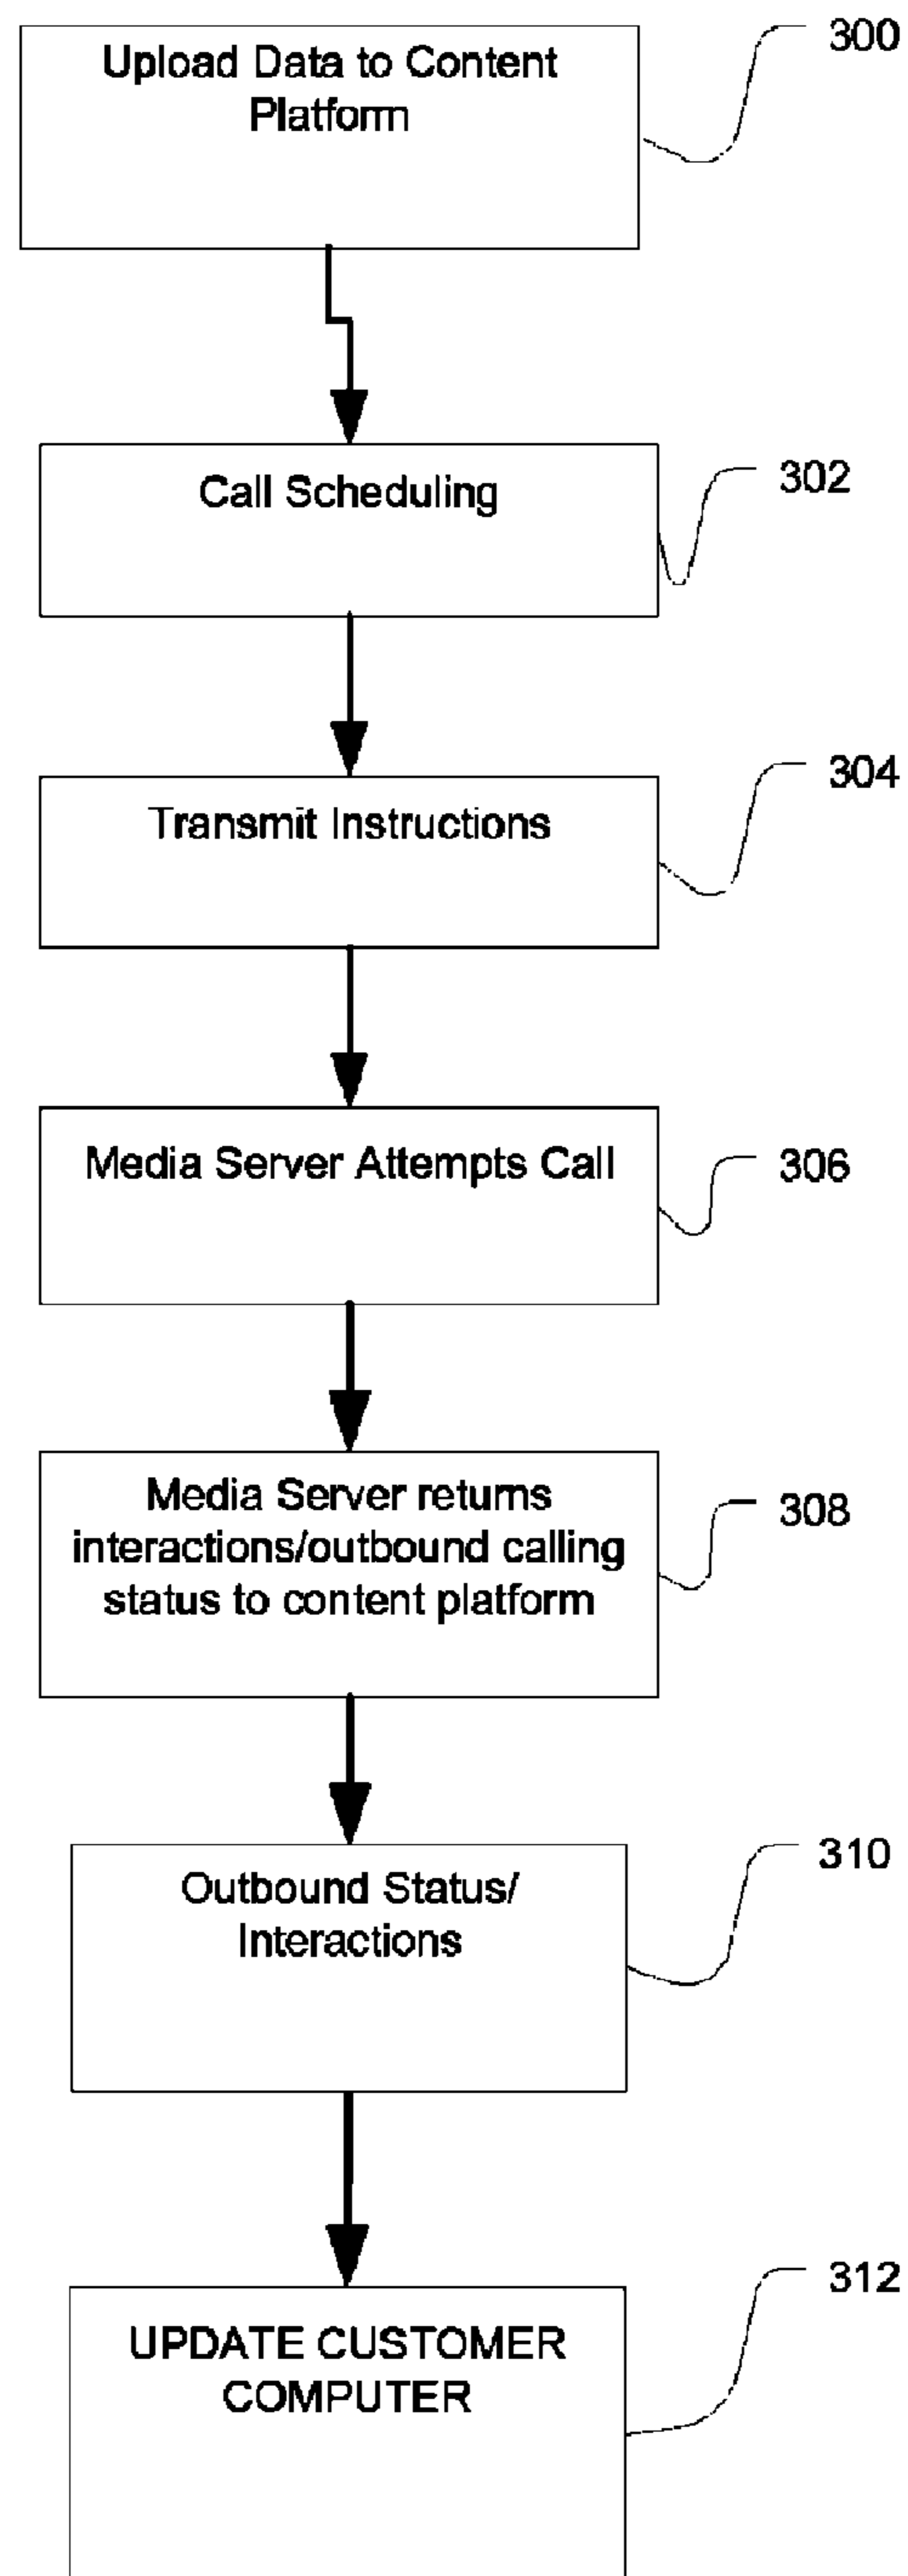 Upload Data to Content
Platform
300
Call Scheduling
302
Transmit Instructions
304
Media Server Attempts Call
306
Media Server returns
interactions/outbound calling
status to content platform
308
Outbound Status/
Interactions
310
UPDATE CUSTOMER
COMPUTER
312